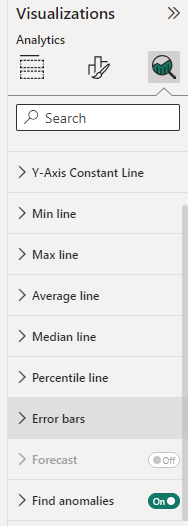 Visualizations
Analytics
Search
Y-Axis Constant Line
Min line
Max line
Average line
Median line
Percentile line
Error bars
Forecast Off
Find anomalies On